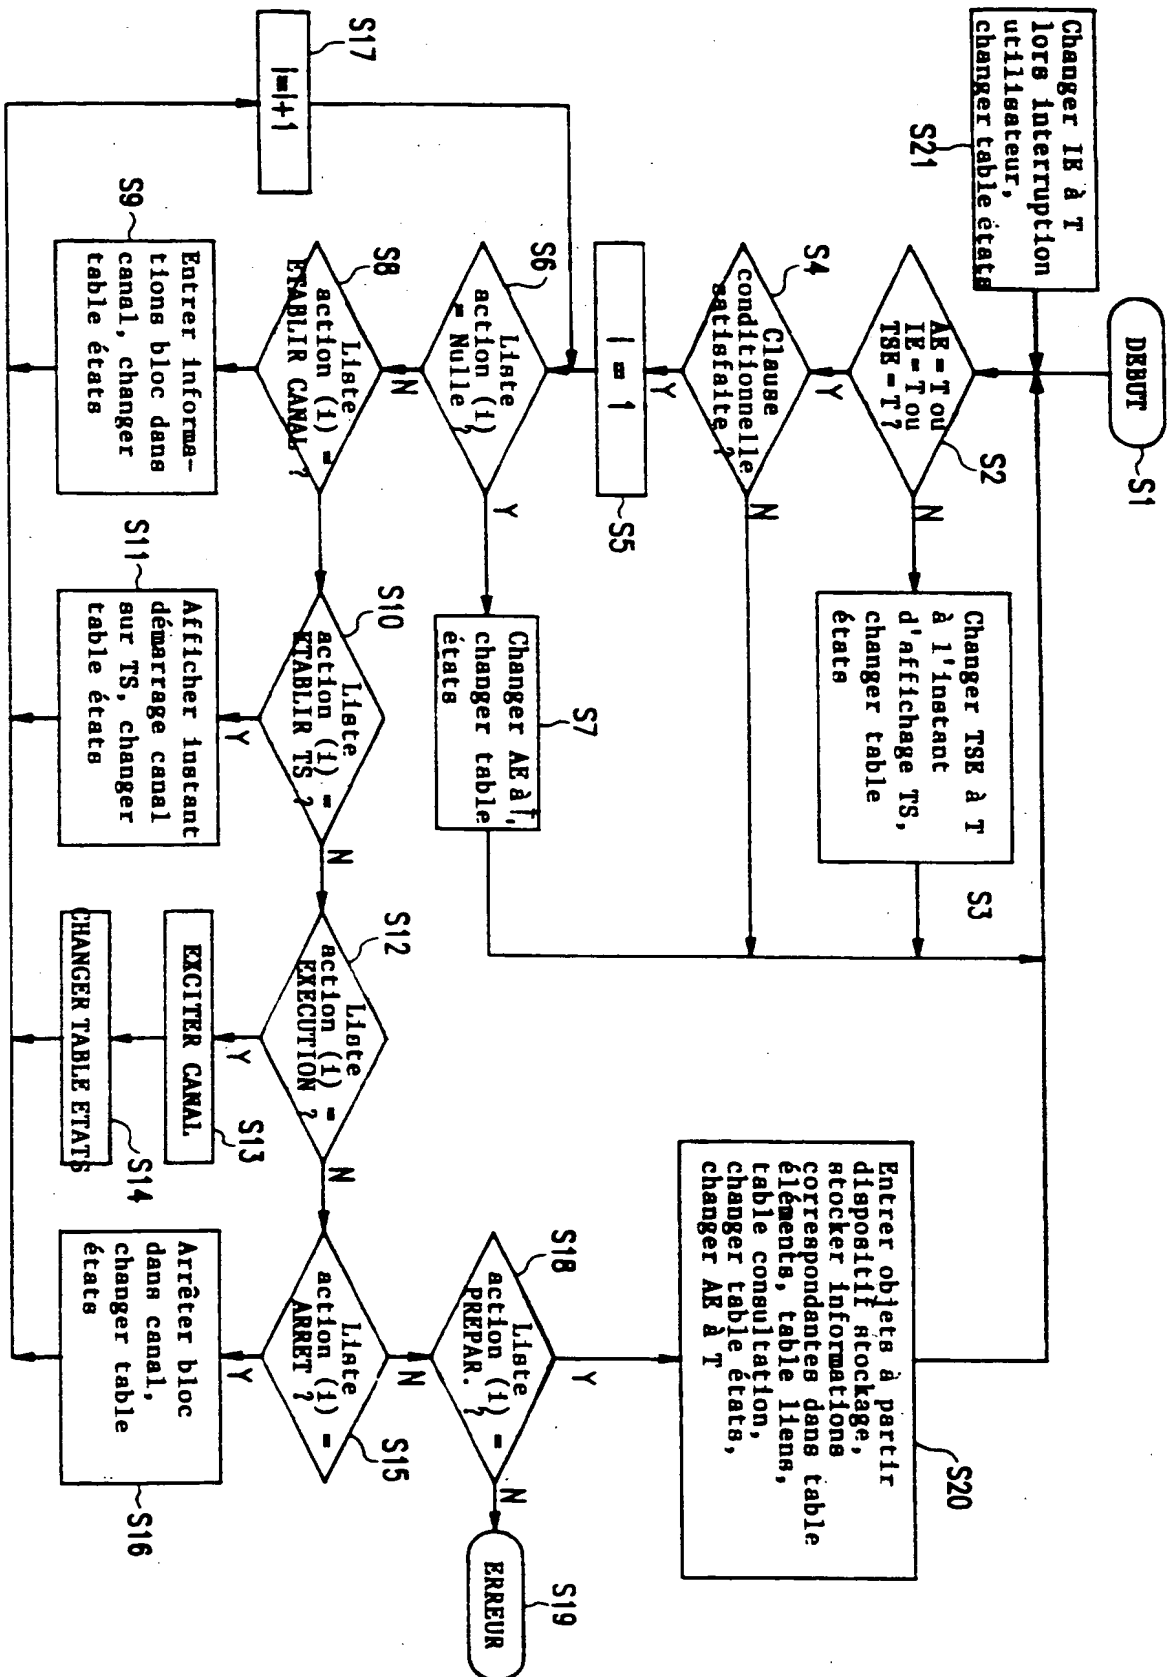 DEBUT
S1
Changer IE à T
lors interruption
utilisateur,
changer table états
S21
AE = T ou
IE = T ou
TSE = T ?
S2
N
Y
Changer TSE à T
à l'instant
d'affichage TS,
changer table
états
S3
Clause
conditionnelle
satisfaite ?
S4
N
Y
i = 1
S5
Liste
action (i)
= Nulle
?
S6
Y
N
Changer AE à T,
changer table
états
S7
i=i+1
S17
Liste
action (i) =
ETABLIR CANAL ?
S8
Entrer informa-
tions bloc dans
canal, changer
table états
S9
Liste
action (i) =
ETABLIR TS ?
S10
N
Y
Afficher instant
démarrage canal
sur TS, changer
table états
S11
Liste
action (i) =
EXECUTION ?
S12
N
Y
EXCITER CANAL
S13
CHANGER TABLE ETATS
S14
Liste
action (i) =
ARRET ?
S15
N
Y
Arrêter bloc
dans canal,
changer table
états
S16
Liste
action (i) =
PREPAR. ?
S18
Y
N
ERREUR
S19
Entrer objets à partir
dispositif stockage,
stocker informations
correspondantes dans table
éléments, table liens,
table consultation,
changer table états,
changer AE à T
S20